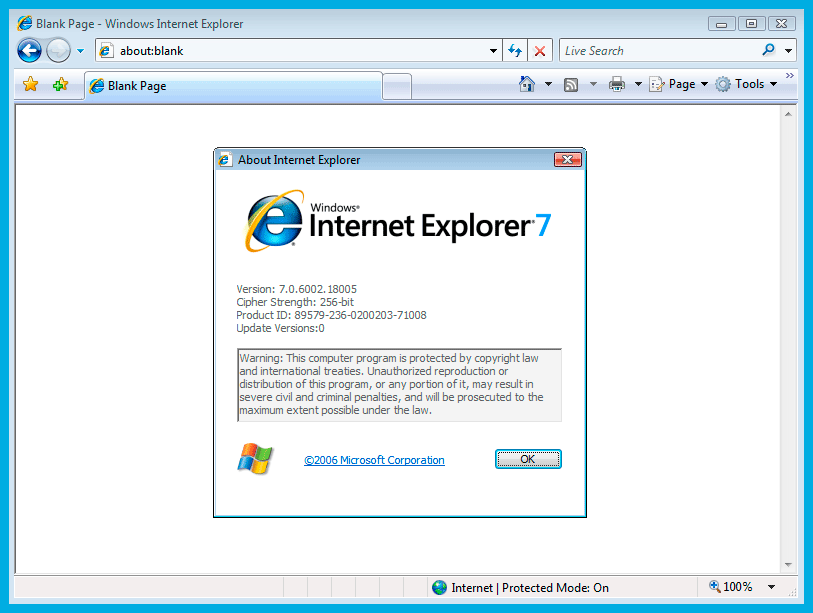 Blank Page - Windows Internet Explorer
about:blank
Live Search
Blank Page
Page
Tools
About Internet Explorer
Windows®
Internet Explorer®7
Version: 7.0.6002.18005
Cipher Strength: 256-bit
Product ID: 89579-236-0200203-71008
Update Versions:0
Warning: This computer program is protected by copyright law
and international treaties. Unauthorized reproduction or
distribution of this program, or any portion of it, may result in
severe civil and criminal penalties, and will be prosecuted to the
maximum extent possible under the law.
©2006 Microsoft Corporation
OK
Internet | Protected Mode: On
100%